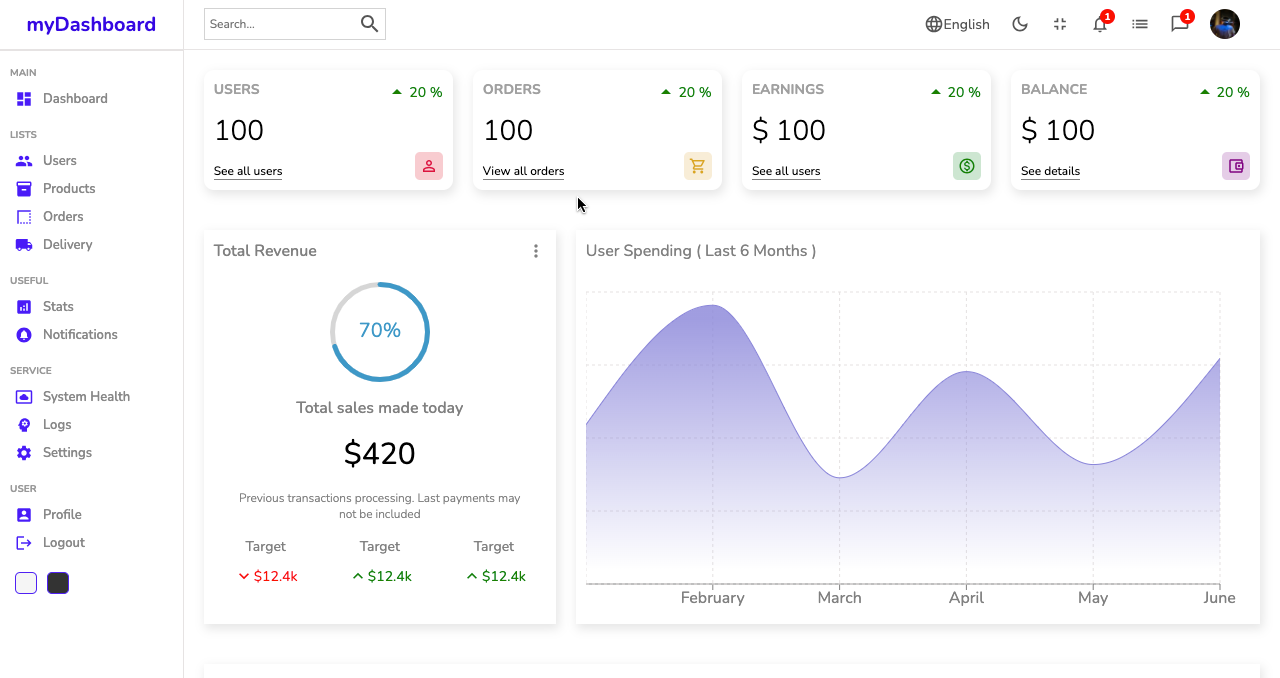 myDashboard
Search...
English
1
1
MAIN
Dashboard
LISTS
Users
Products
Orders
Delivery
USEFUL
Stats
Notifications
SERVICE
System Health
Logs
Settings
USER
Profile
Logout
USERS
20 %
100
See all users
ORDERS
20 %
100
View all orders
EARNINGS
20 %
$ 100
See all users
BALANCE
20 %
$ 100
See details
Total Revenue
70%
Total sales made today
$420
Previous transactions processing. Last payments may
not be included
Target Target Target
$12.4k $12.4k $12.4k
User Spending ( Last 6 Months )
February March April May June